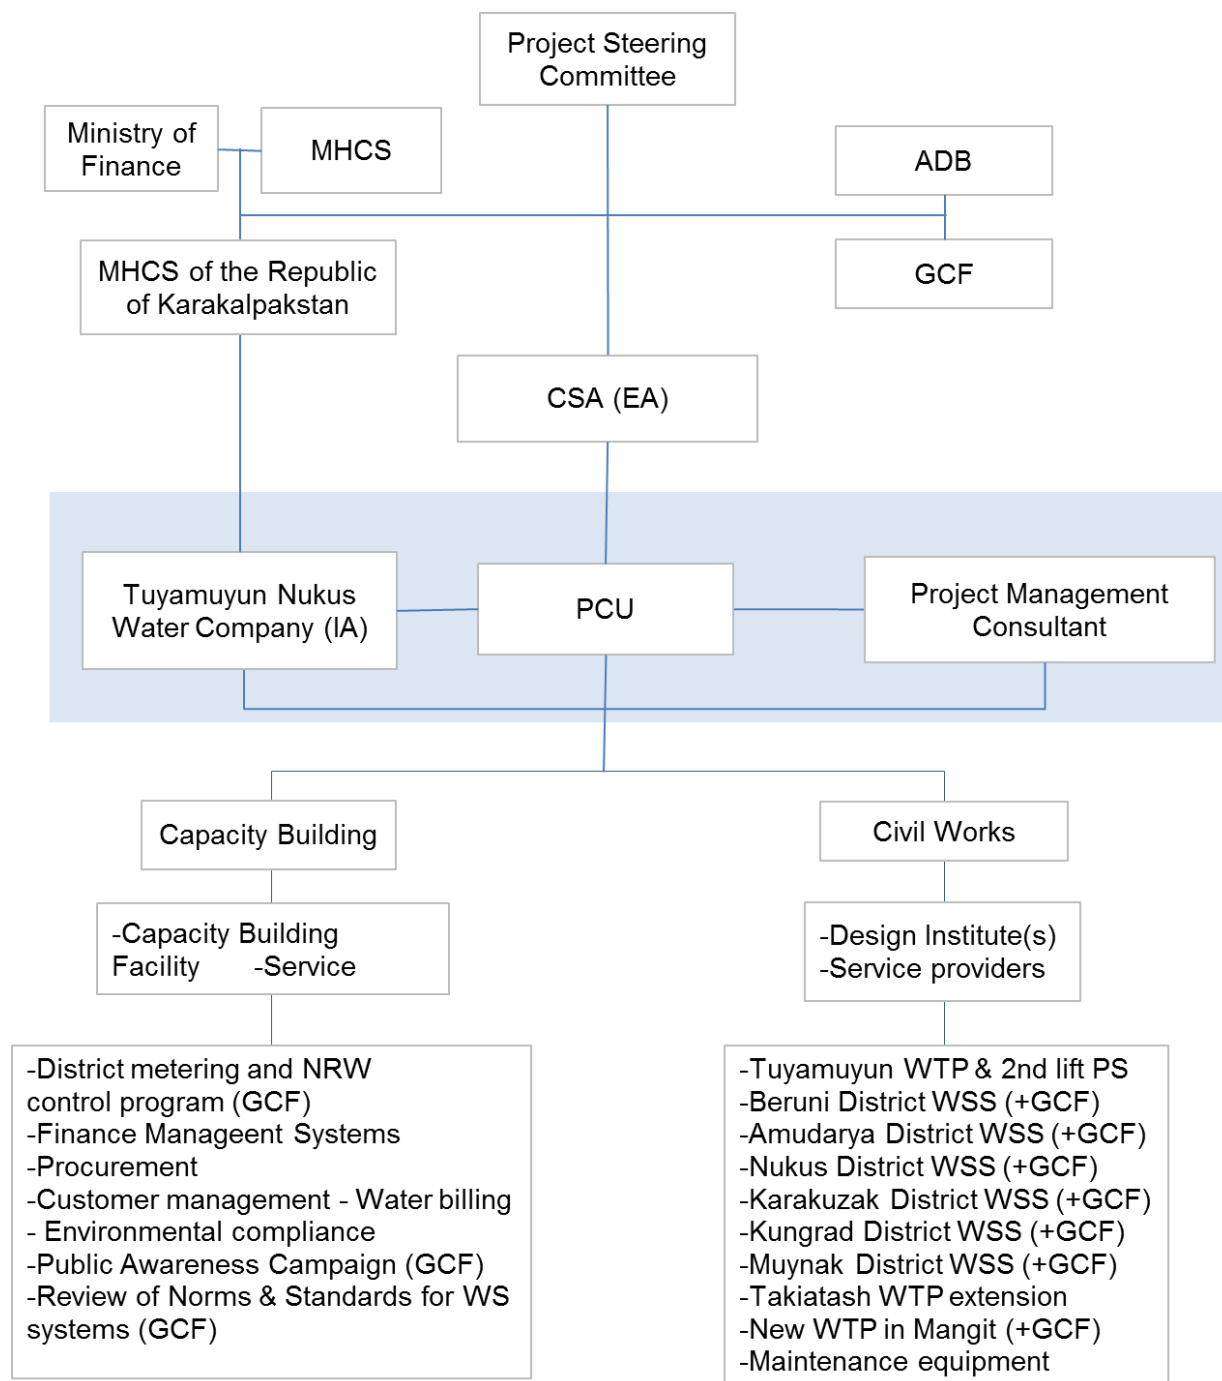 Project Steering
Committee
Ministry of
Finance
MHCS
ADB
MHCS of the Republic
of Karakalpakstan
GCF
CSA (EA)
Tuyamuyun Nukus
Water Company (IA)
PCU
Project Management
Consultant
Capacity Building
Civil Works
-Capacity Building
Facility -Service
-Design Institute(s)
-Service providers
-District metering and NRW
control program (GCF)
-Finance Manageent Systems
-Procurement
-Customer management - Water billing
- Environmental compliance
-Public Awareness Campaign (GCF)
-Review of Norms & Standards for WS
systems (GCF)
-Tuyamuyun WTP & 2nd lift PS
-Beruni District WSS (+GCF)
-Amudarya District WSS (+GCF)
-Nukus District WSS (+GCF)
-Karakuzak District WSS (+GCF)
-Kungrad District WSS (+GCF)
-Muynak District WSS (+GCF)
-Takiatash WTP extension
-New WTP in Mangit (+GCF)
-Maintenance equipment